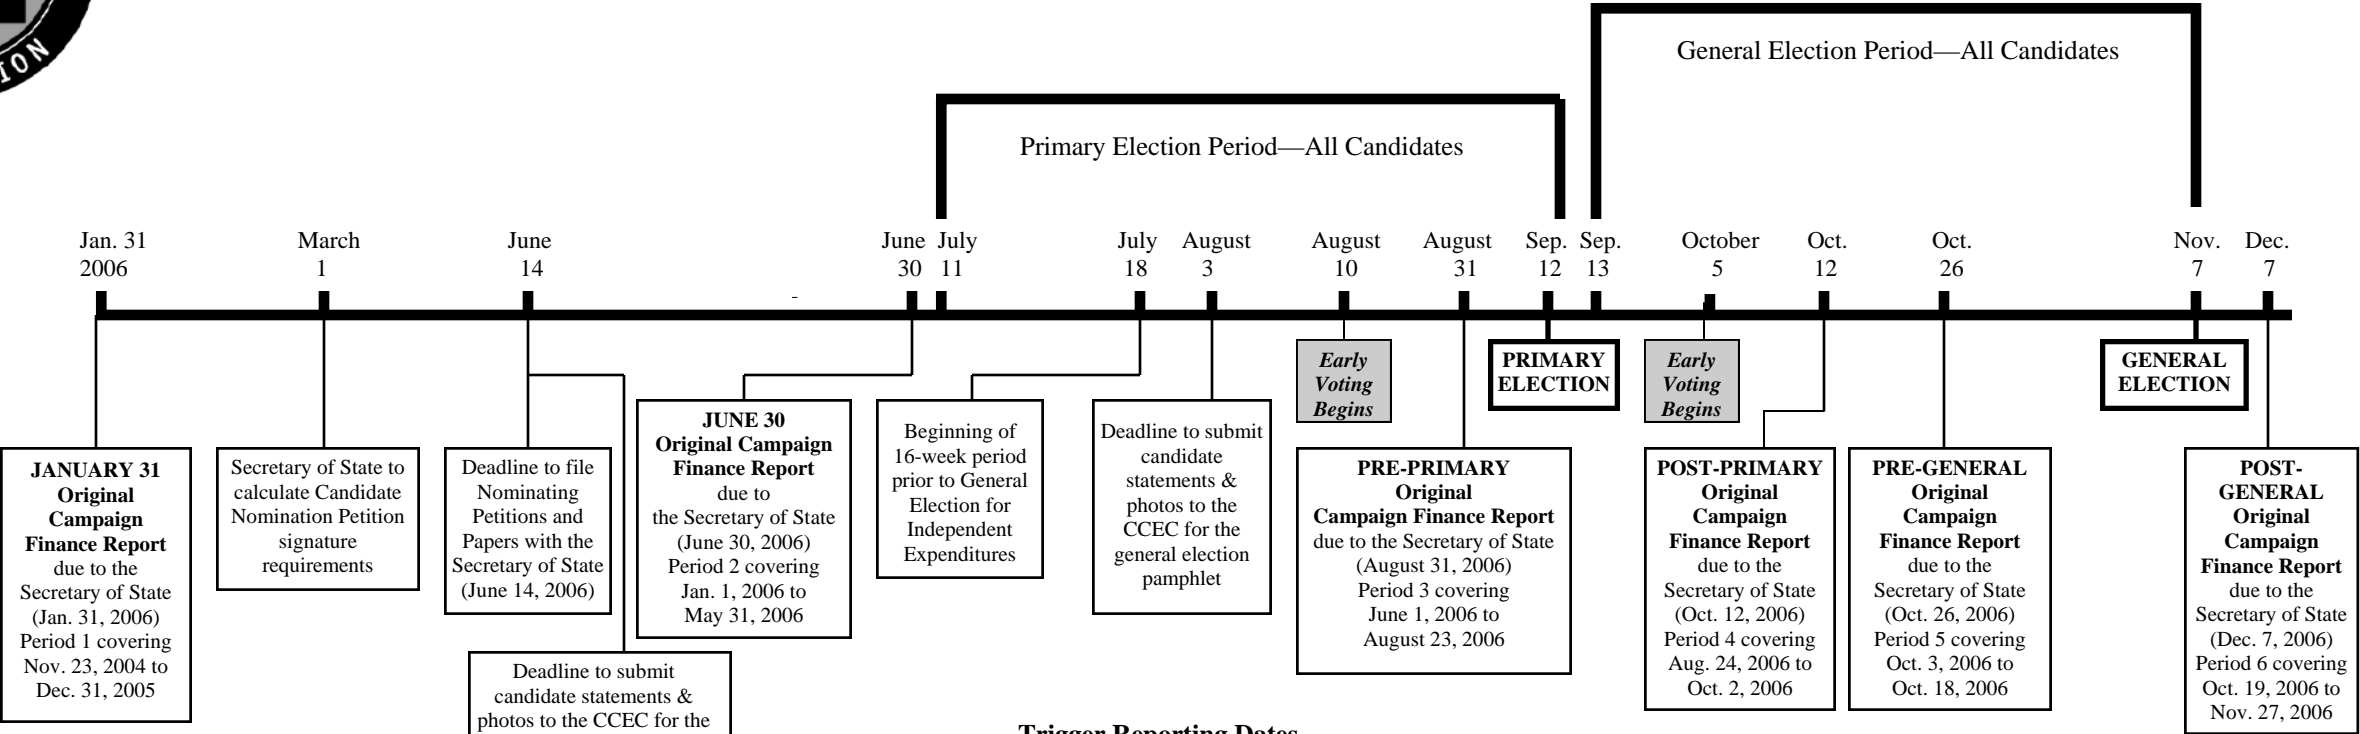 ION
General Election Period—All Candidates
Primary Election Period—All Candidates
Jan. 31
2006
March
1
June
14
June
30
July
11
July
18
August
3
August
10
August
31
Sep.
12
Sep.
13
October
5
Oct.
12
Oct.
26
Nov.
7
Dec.
7
Early
Voting
Begins
PRIMARY
ELECTION
Early
Voting
Begins
GENERAL
ELECTION
JANUARY 31
Original
Campaign
Finance Report
due to the
Secretary of State
(Jan. 31, 2006)
Period 1 covering
Nov. 23, 2004 to
Dec. 31, 2005
Secretary of State to
calculate Candidate
Nomination Petition
signature
requirements
Deadline to file
Nominating
Petitions and
Papers with the
Secretary of State
(June 14, 2006)
Deadline to submit
candidate statements &
photos to the CCEC for the
JUNE 30
Original Campaign
Finance Report
due to
the Secretary of State
(June 30, 2006)
Period 2 covering
Jan. 1, 2006 to
May 31, 2006
Beginning of
16-week period
prior to General
Election for
Independent
Expenditures
Deadline to submit
candidate
statements &
photos to the
CCEC for the
general election
pamphlet
PRE-PRIMARY
Original
Campaign Finance Report
due to the Secretary of State
(August 31, 2006)
Period 3 covering
June 1, 2006 to
August 23, 2006
POST-PRIMARY
Original
Campaign
Finance Report
due to the
Secretary of State
(Oct. 12, 2006)
Period 4 covering
Aug. 24, 2006 to
Oct. 2, 2006
PRE-GENERAL
Original
Campaign
Finance Report
due to the
Secretary of State
(Oct. 26, 2006)
Period 5 covering
Oct. 3, 2006 to
Oct. 18, 2006
POST-
GENERAL
Original
Campaign
Finance Report
due to the
Secretary of State
(Dec. 7, 2006)
Period 6 covering
Oct. 19, 2006 to
Nov. 27, 2006
Trigger Reporting Dates